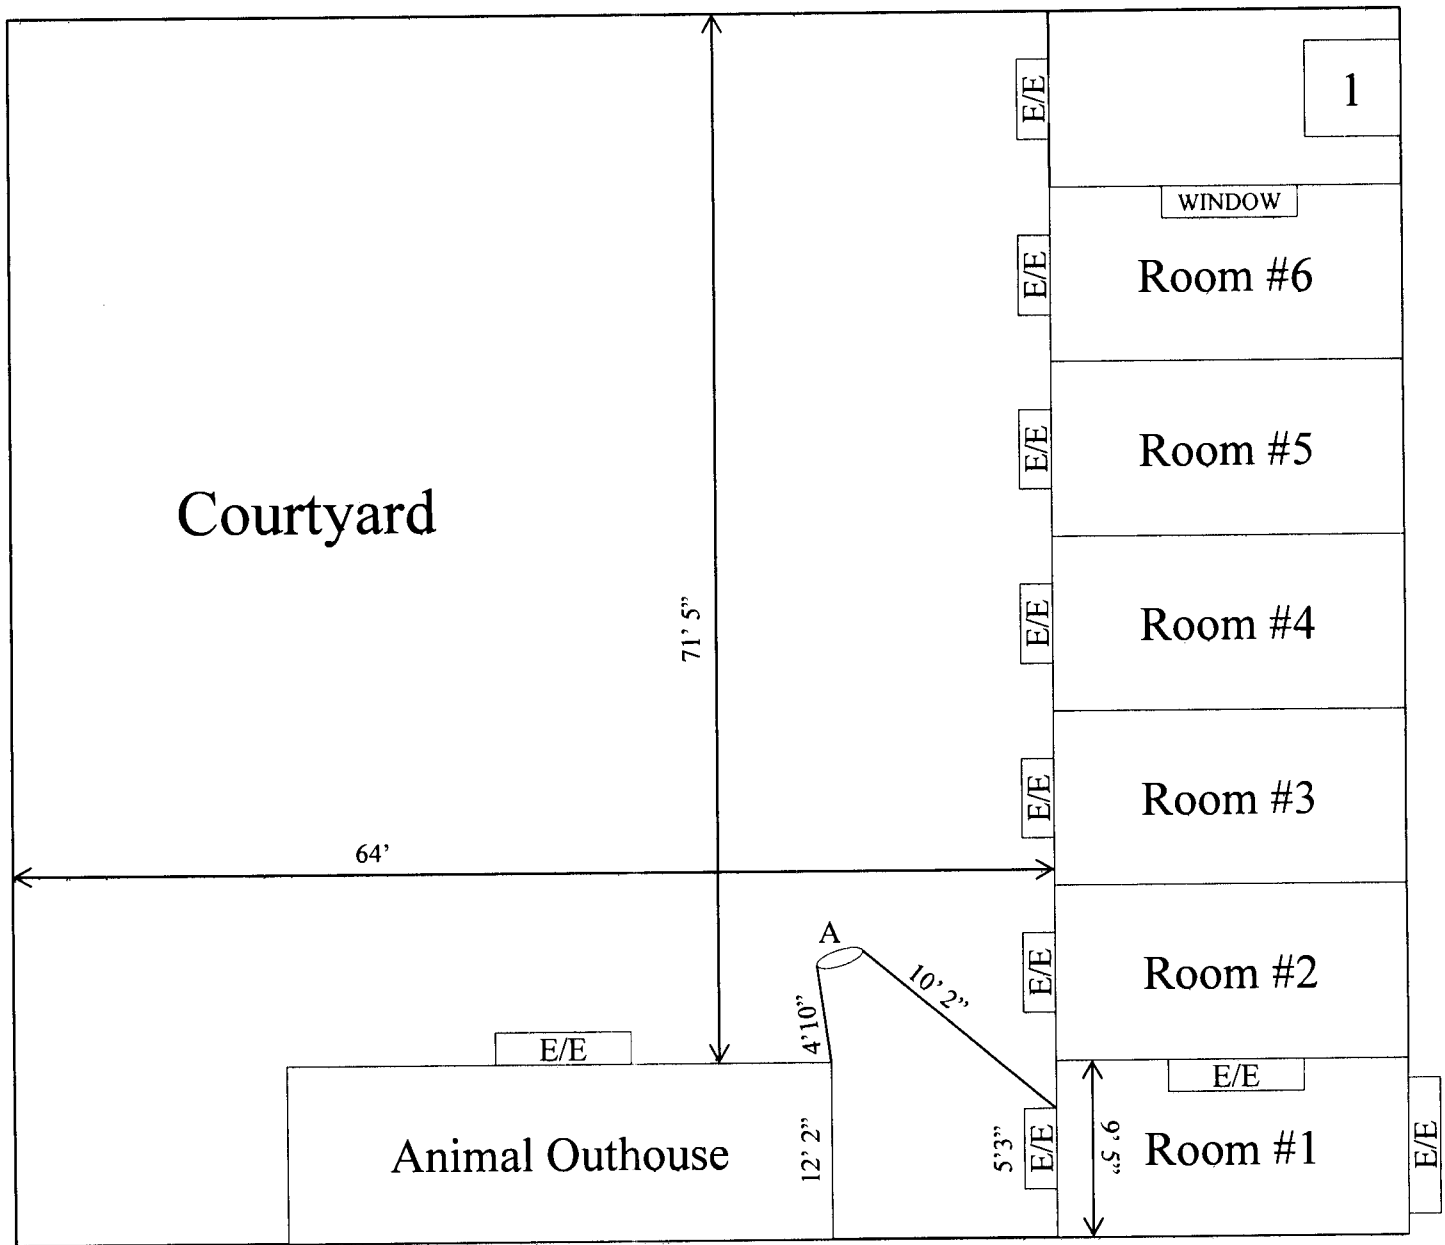 E/E
1
WINDOW
E/E
Room #6
E/E
Room #5
Courtyard
71’ 5”
E/E
Room #4
E/E
Room #3
64’
A
10’ 2”
4’10”
E/E
Room #2
E/E
E/E
Animal Outhouse
12’ 2”
5’3”
E/E
9’ 5”
Room #1
E/E